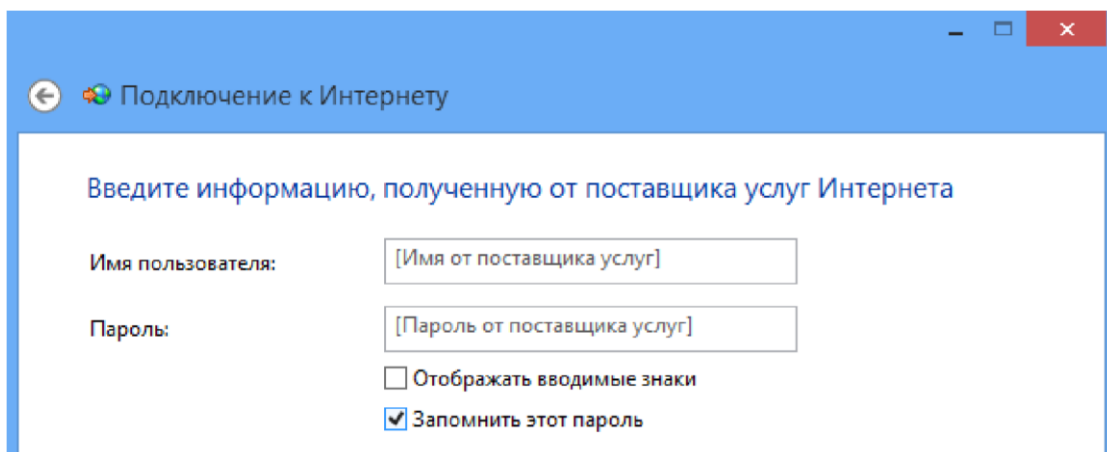 Подключение к Интернету
Введите информацию, полученную от поставщика услуг Интернета
Имя пользователя: [Имя от поставщика услуг]
Пароль: [Пароль от поставщика услуг]
Отображать вводимые знаки
Запомнить этот пароль